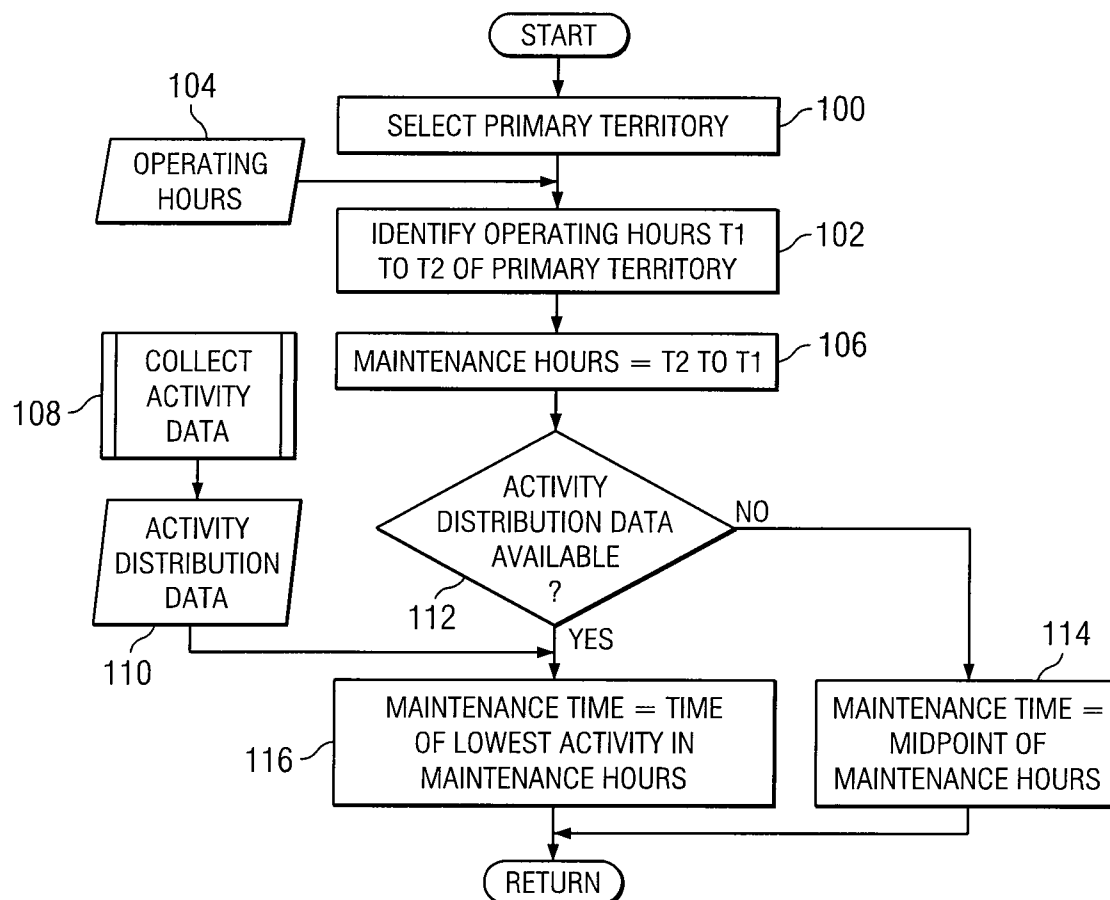 START
104
SELECT PRIMARY TERRITORY
100
OPERATING
HOURS
IDENTIFY OPERATING HOURS T1
TO T2 OF PRIMARY TERRITORY
102
MAINTENANCE HOURS = T2 TO T1
106
COLLECT
ACTIVITY
DATA
108
ACTIVITY
DISTRIBUTION DATA
AVAILABLE
?
NO
112
YES
ACTIVITY
DISTRIBUTION
DATA
110
114
MAINTENANCE TIME = TIME
OF LOWEST ACTIVITY IN
MAINTENANCE HOURS
116
MAINTENANCE TIME =
MIDPOINT OF
MAINTENANCE HOURS
RETURN